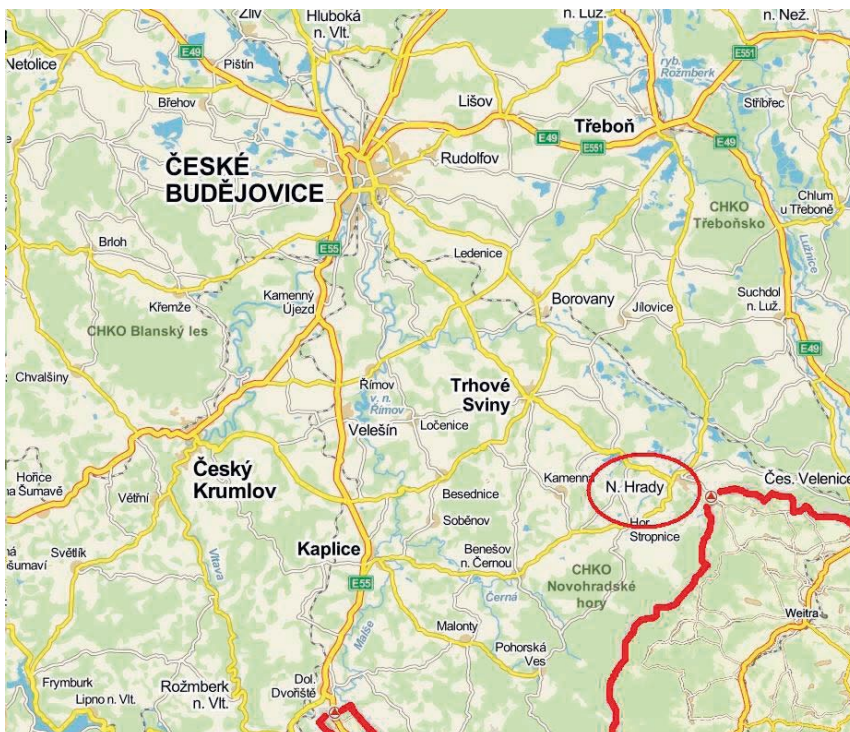 Zliv
Hluboká
n. Vlt.
n. Luž.
n. Než.
E49
E551
Netolice
Pištín
ryb.
Rožmberk
Břehov
Lišov
Stříbrec
Třeboň
E49
E551
E49
ČESKÉ
BUDĚJOVICE
Rudolfov
CHKO
Třeboňsko
Chlum
u Třeboně
Brloh
E55
Ledenice
Lužnice
Křemže
Kamenný
Újezd
Borovany
Jílovice
Suchdol
n. Luž.
CHKO Blanský les
E49
Chvalšiny
Římov
v. n.
Římov
Trhové
Sviny
Velešín
Ločenice
Hořice
na Šumavě
Český
Krumlov
Větřní
Besednice
Kamenná
N. Hrady
Čes. Velenice
Soběnov
Hor.
Stropnice
Kaplice
Benešov
n. Černou
Světlík
šumaví
Vltava
E55
Černá
CHKO
Novohradské
hory
Weitra
Malše
Malonty
Pohorská
Ves
Frymburk
Lipno n. Vlt.
Rožmberk
n. Vlt.
Dol.
Dvořiště